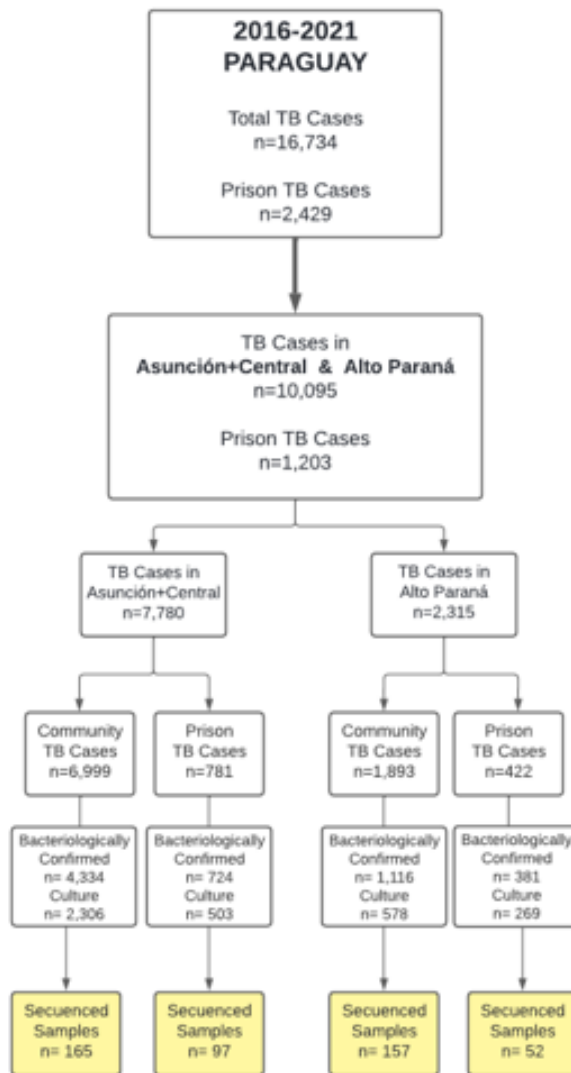 2016-2021
PARAGUAY
Total TB Cases
n=16,734
Prison TB Cases
n=2,429
TB Cases in
Asunción+Central & Alto Paraná
n=10,095
Prison TB Cases
n=1,203
TB Cases in
Asunción+Central
n=7,780
TB Cases in
Alto Paraná
n=2,315
Community
TB Cases
n=6,999
Prison
TB Cases
n=781
Community
TB Cases
n=1,893
Prison
TB Cases
n=422
Bacteriologically
Confirmed
n= 4,334
Culture
n= 2,306
Bacteriologically
Confirmed
n= 724
Culture
n= 503
Bacteriologically
Confirmed
n= 1,116
Culture
n= 578
Bacteriologically
Confirmed
n= 381
Culture
n= 269
Secuenced
Samples
n= 165
Secuenced
Samples
n= 97
Secuenced
Samples
n= 157
Secuenced
Samples
n= 52